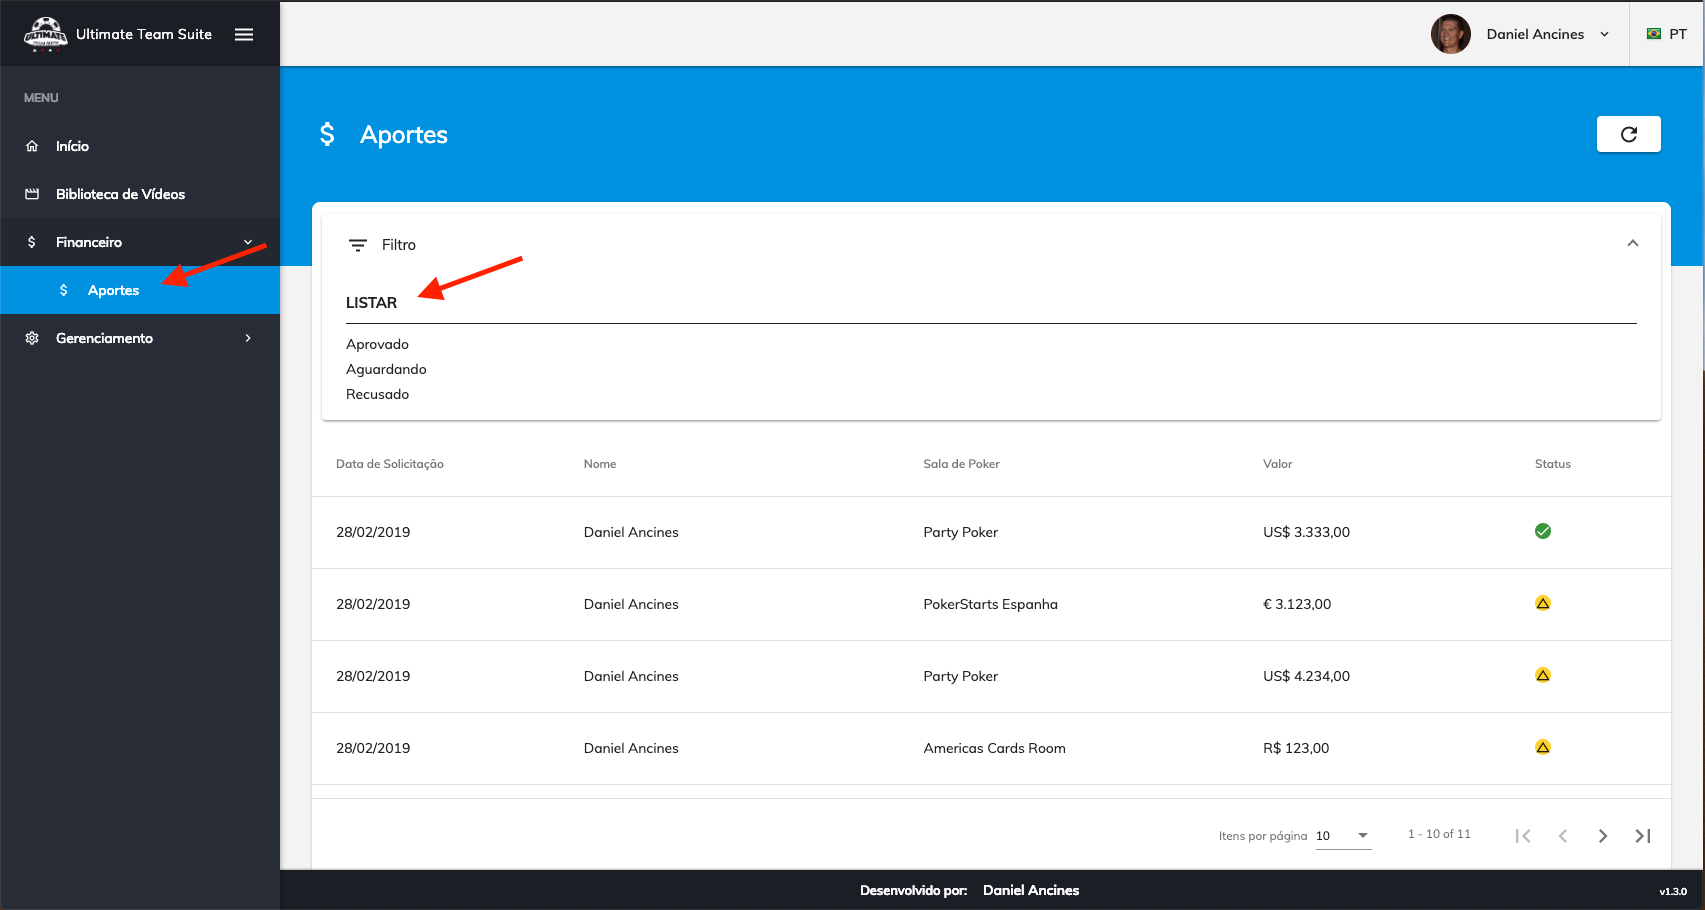 ULTIMATE
TEAM SUITE
Ultimate Team Suite
Daniel Ancines
PT
MENU
Início
Biblioteca de Vídeos
$ Financeiro
$ Aportes
Gerenciamento
$ Aportes
Filtro
LISTAR
Aprovado
Aguardando
Recusado
Data de Solicitação Nome Sala de Poker Valor Status
28/02/2019 Daniel Ancines Party Poker US$ 3.333,00
28/02/2019 Daniel Ancines PokerStarts Espanha € 3.123,00
28/02/2019 Daniel Ancines Party Poker US$ 4.234,00
28/02/2019 Daniel Ancines Americas Cards Room R$ 123,00
Itens por página 10 1 - 10 of 11
Desenvolvido por: Daniel Ancines
v1.3.0